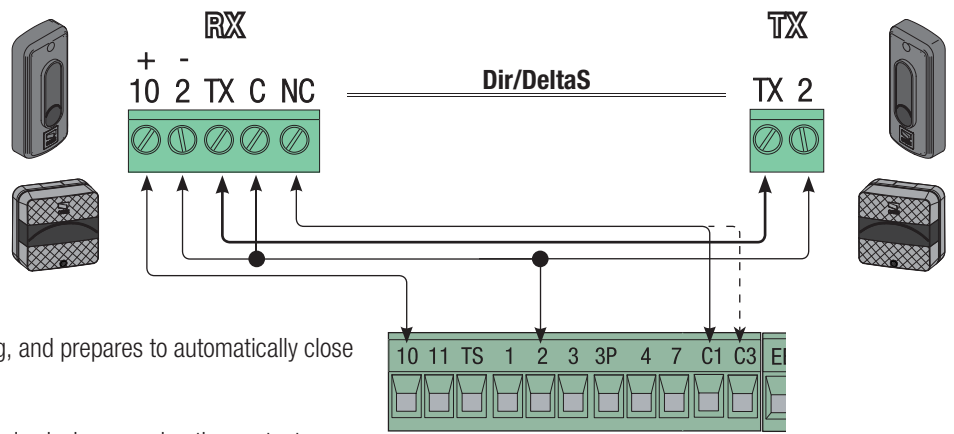 RX
TX
+ -
10 2 TX C NC
Dir/DeltaS
TX 2
g, and prepares to automatically close
10 11 TS 1 2 3 3P 4 7 C1 C3